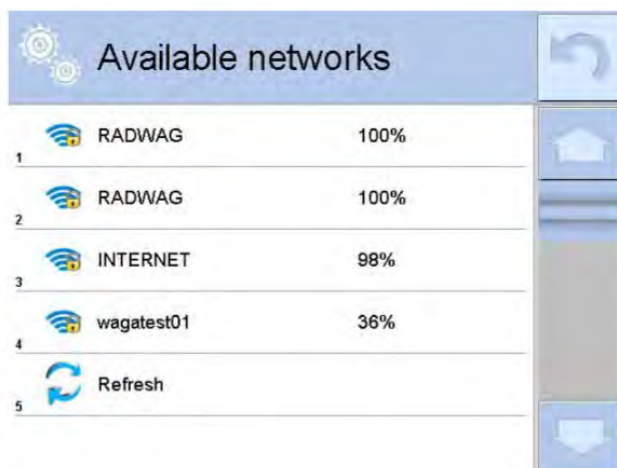 Available networks
1 RADWAG 100%
2 RADWAG 100%
3 INTERNET 98%
4 wagatest01 36%
5 Refresh